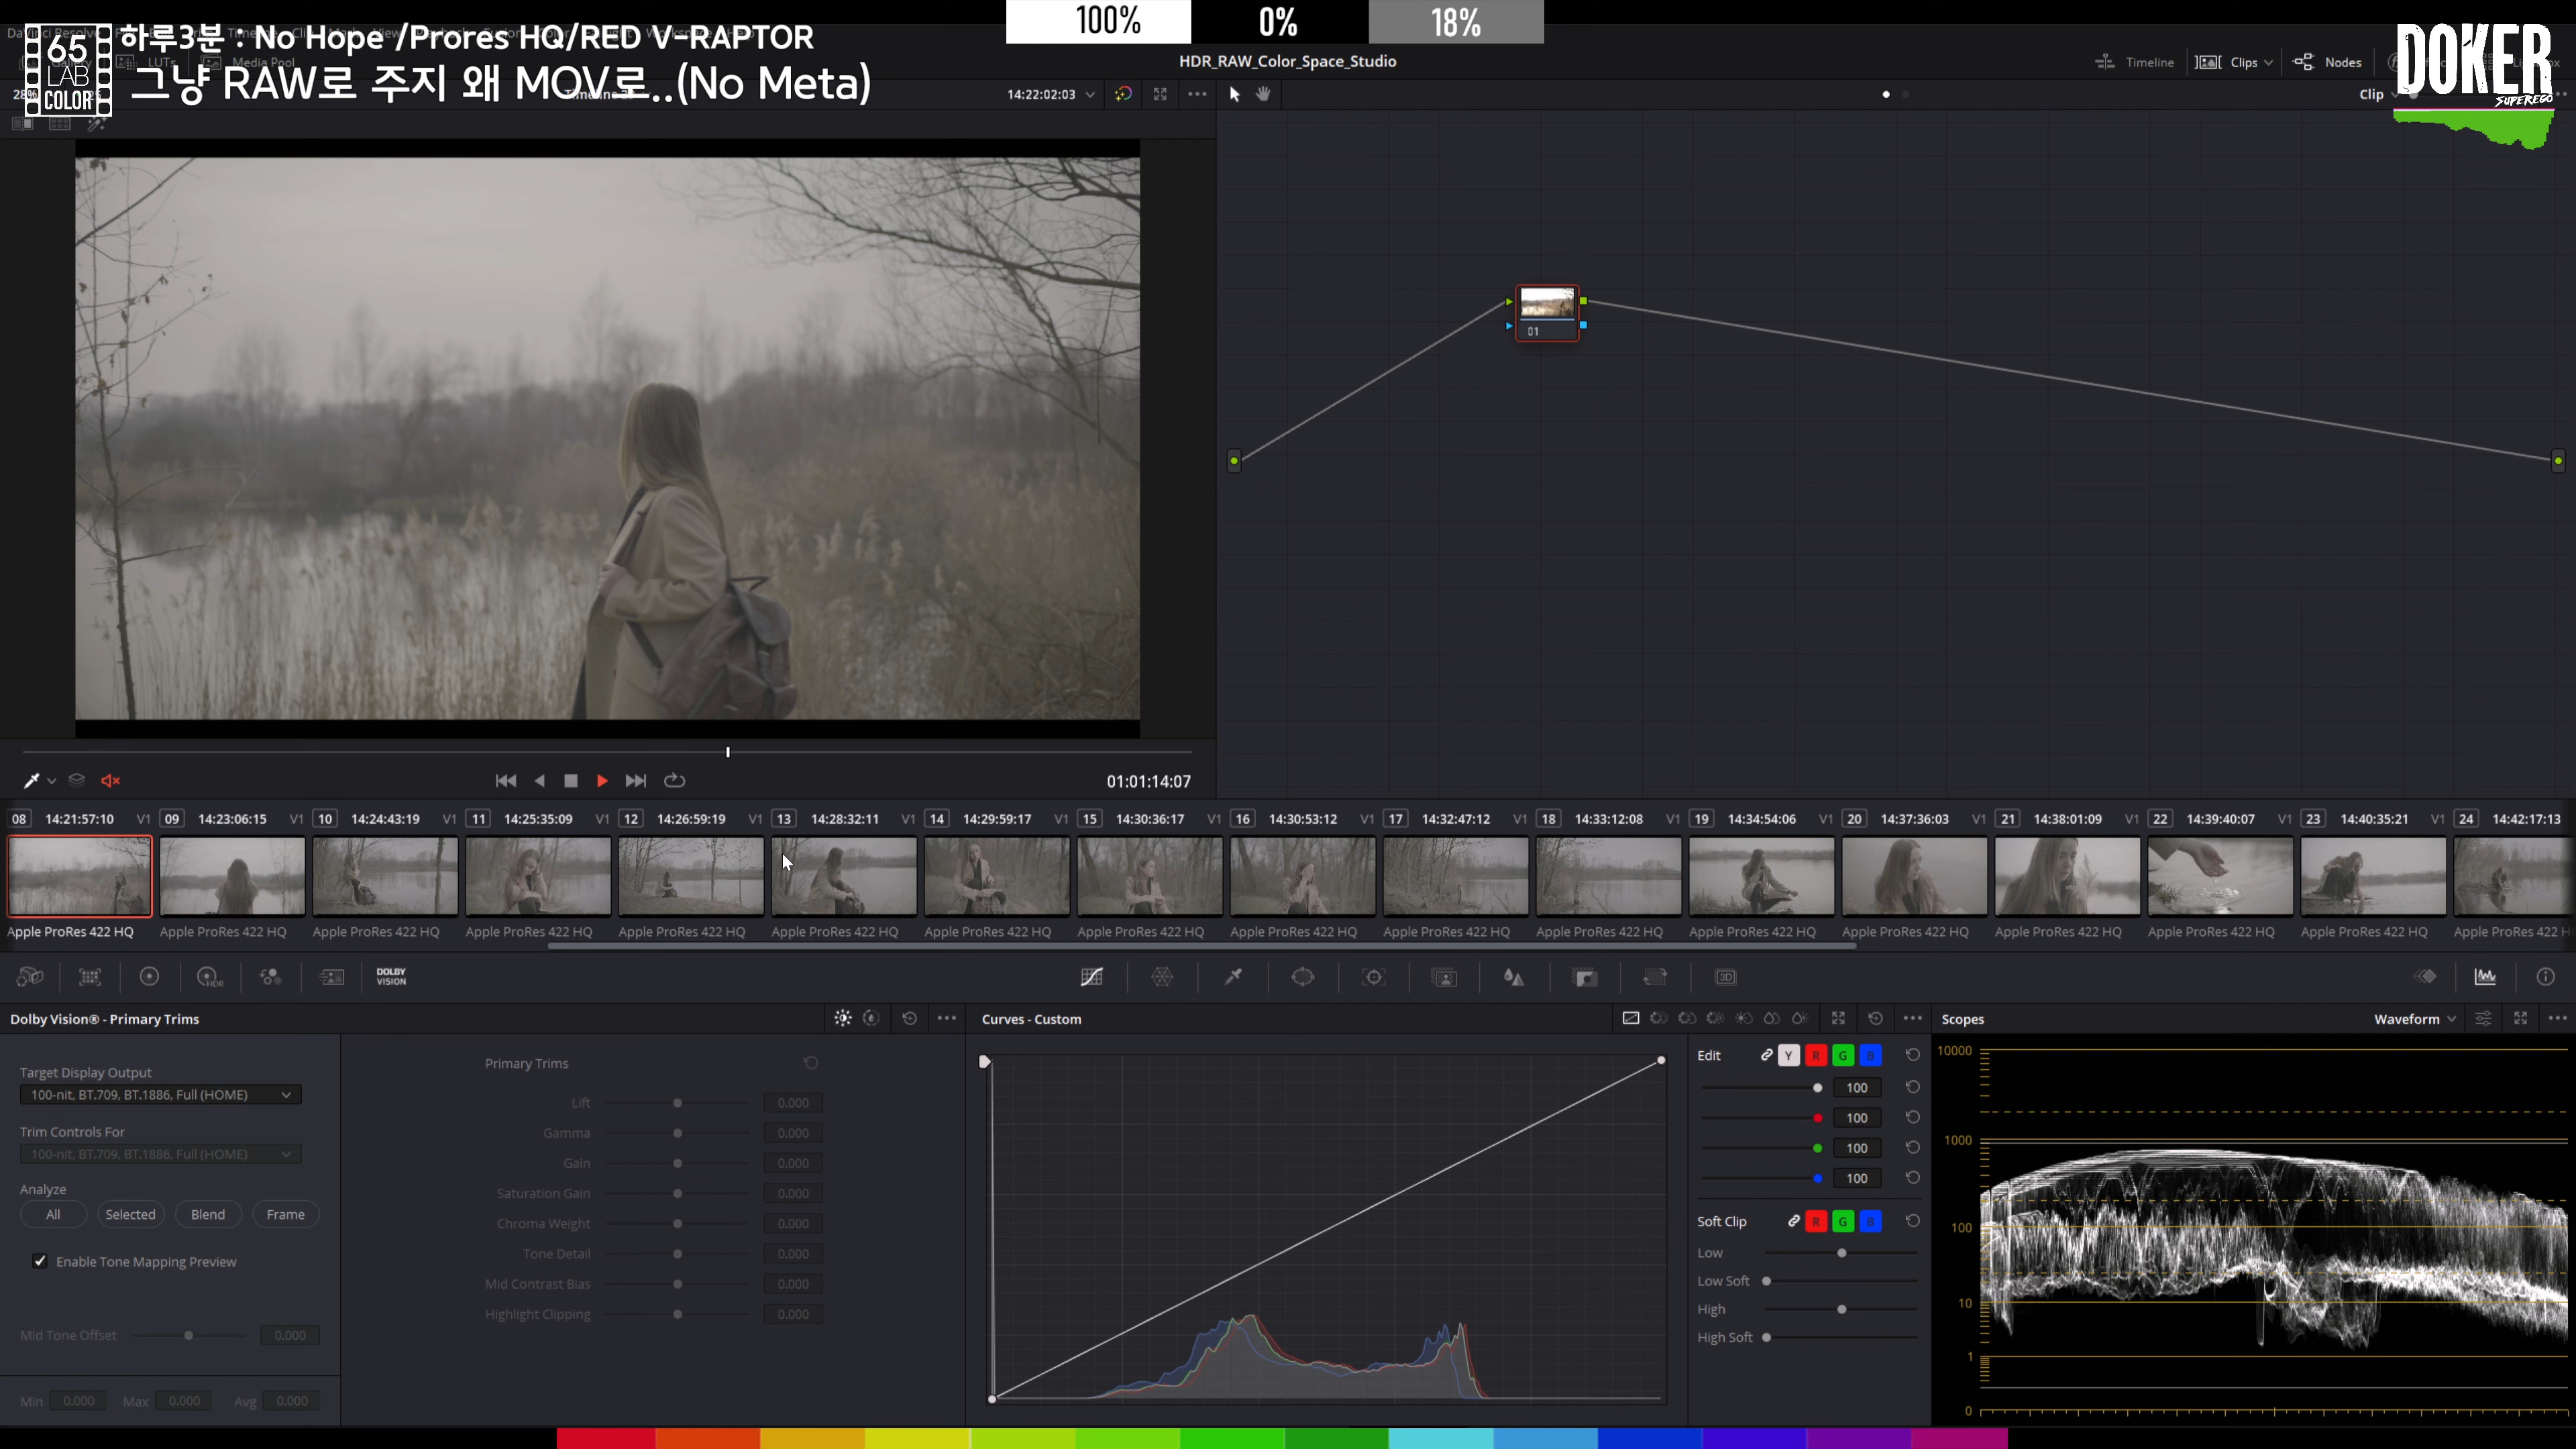 100%
0%
18%
65
LAB
COLOR
하루3분 : No Hope /Prores HQ/RED V-RAPTOR
그냥 RAW로 주지 왜 MOV로..(No Meta)
DaVinci Resolve
LUTs
Media Pool
HDR_RAW_Color_Space_Studio
Timeline
Clips
Nodes
DOKER
SUPEREGO
14:22:02:03
Clip
01
01:01:14:07
08 14:21:57:10 V1 09 14:23:06:15 V1 10 14:24:43:19 V1 11 14:25:35:09 V1 12 14:26:59:19 V1 13 14:28:32:11 V1 14 14:29:59:17 V1 15 14:30:36:17 V1 16 14:30:53:12 V1 17 14:32:47:12 V1 18 14:33:12:08 V1 19 14:34:54:06 V1 20 14:37:36:03 V1 21 14:38:01:09 V1 22 14:39:40:07 V1 23 14:40:35:21 V1 24 14:42:17:13
Apple ProRes 422 HQ Apple ProRes 422 HQ Apple ProRes 422 HQ Apple ProRes 422 HQ Apple ProRes 422 HQ Apple ProRes 422 HQ Apple ProRes 422 HQ Apple ProRes 422 HQ Apple ProRes 422 HQ Apple ProRes 422 HQ Apple ProRes 422 HQ Apple ProRes 422 HQ Apple ProRes 422 HQ Apple ProRes 422 HQ Apple ProRes 422 HQ Apple ProRes 422 HQ Apple ProRes 422 H
HDR
DOLBY
VISION
3D
Dolby Vision® - Primary Trims
Target Display Output
100-nit, BT.709, BT.1886, Full (HOME)
Trim Controls For
100-nit, BT.709, BT.1886, Full (HOME)
Analyze
All Selected Blend Frame
Enable Tone Mapping Preview
Mid Tone Offset 0.000
Min 0.000 Max 0.000 Avg 0.000
Primary Trims
Lift 0.000
Gamma 0.000
Gain 0.000
Saturation Gain 0.000
Chroma Weight 0.000
Tone Detail 0.000
Mid Contrast Bias 0.000
Highlight Clipping 0.000
Curves - Custom
Edit Y R G B
100
100
100
100
Soft Clip R G B
Low
Low Soft
High
High Soft
Scopes
Waveform
10000
1000
100
10
1
0